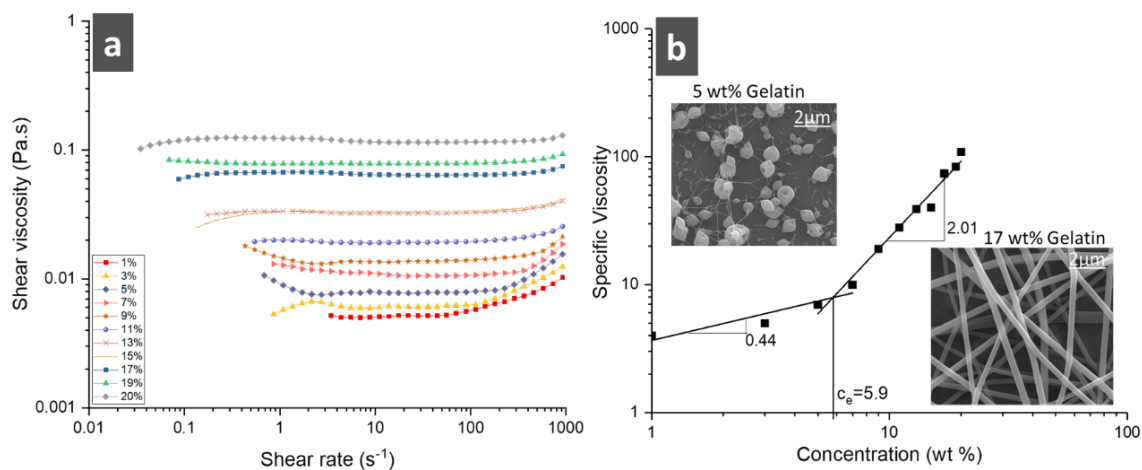 a
1
0.1
0.01
0.001
Shear viscosity (Pa.s)
1%
3%
5%
7%
9%
11%
13%
15%
17%
19%
20%
0.01
0.1
1
10
100
1000
Shear rate (s⁻¹)
b
1000
100
10
1
Specific Viscosity
5 wt% Gelatin
2μm
2.01
17 wt% Gelatin
2μm
0.44
cₑ=5.9
1
10
100
Concentration (wt %)